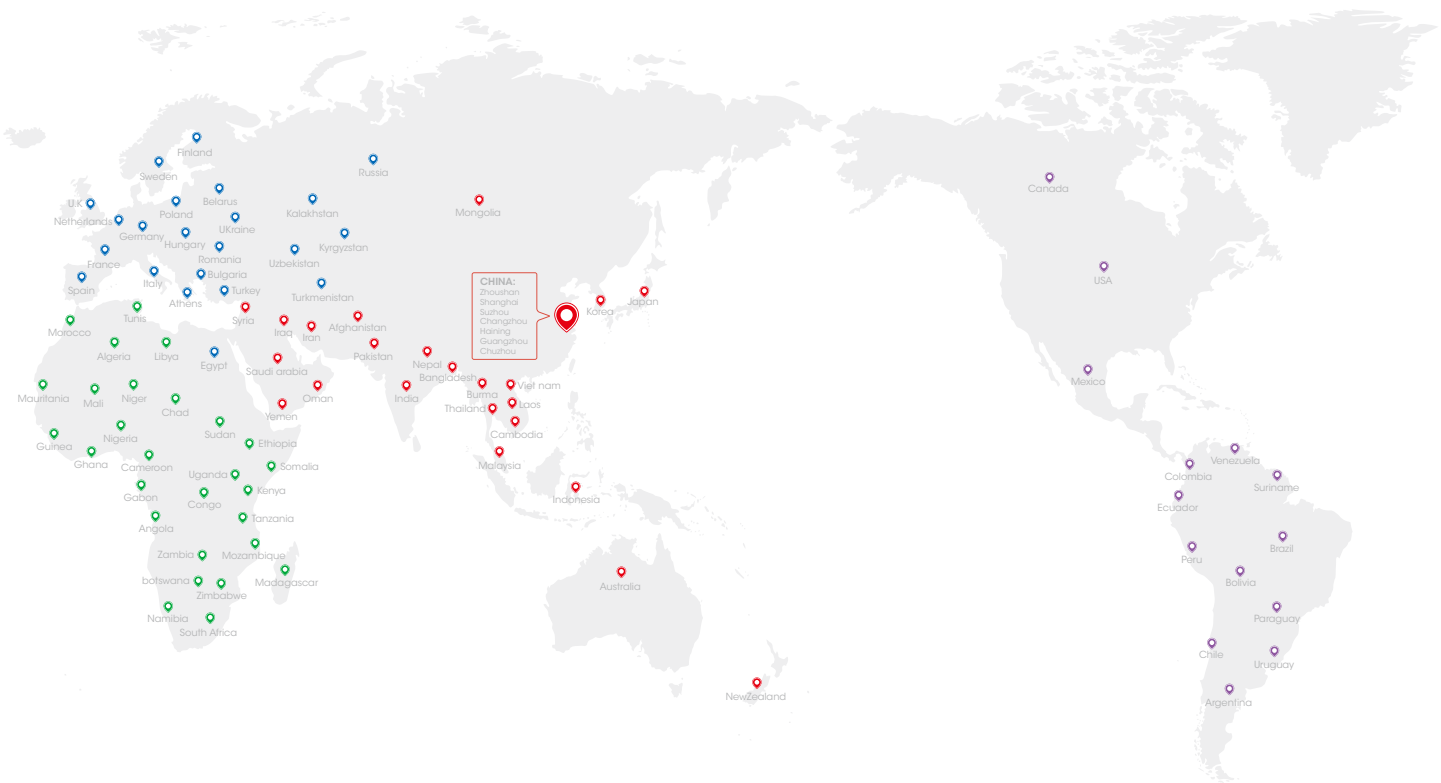 Finland
Sweden
Russia
U.K
Belarus
Poland
Kalakhstan
Mongolia
Canada
Netherlands
Germany
UKraine
Hungary
Kyrgyzstan
France
Romania
Uzbekistan
Spain
Italy
Bulgaria
Athens
Turkey
Turkmenistan
USA
CHINA:
Zhoushan
Shanghai
Suzhou
Changzhou
Haining
Guangzhou
Chuzhou
Korea
Japan
Morocco
Tunis
Syria
Iraq
Iran
Afghanistan
Algeria
Libya
Egypt
Saudi arabia
Pakistan
Nepal
Bangladesh
Mexico
Mauritania
Mali
Niger
Chad
Yemen
Oman
India
Burma
Viet nam
Thailand
Laos
Cambodia
Guinea
Nigeria
Sudan
Ethiopia
Ghana
Cameroon
Somalia
Malaysia
Venezuela
Colombia
Suriname
Uganda
Gabon
Congo
Kenya
Indonesia
Ecuador
Angola
Tanzania
Zambia
Mozambique
Peru
Brazil
botswana
Zimbabwe
Madagascar
Australia
Bolivia
Namibia
South Africa
Paraguay
Chile
Uruguay
NewZealand
Argentina